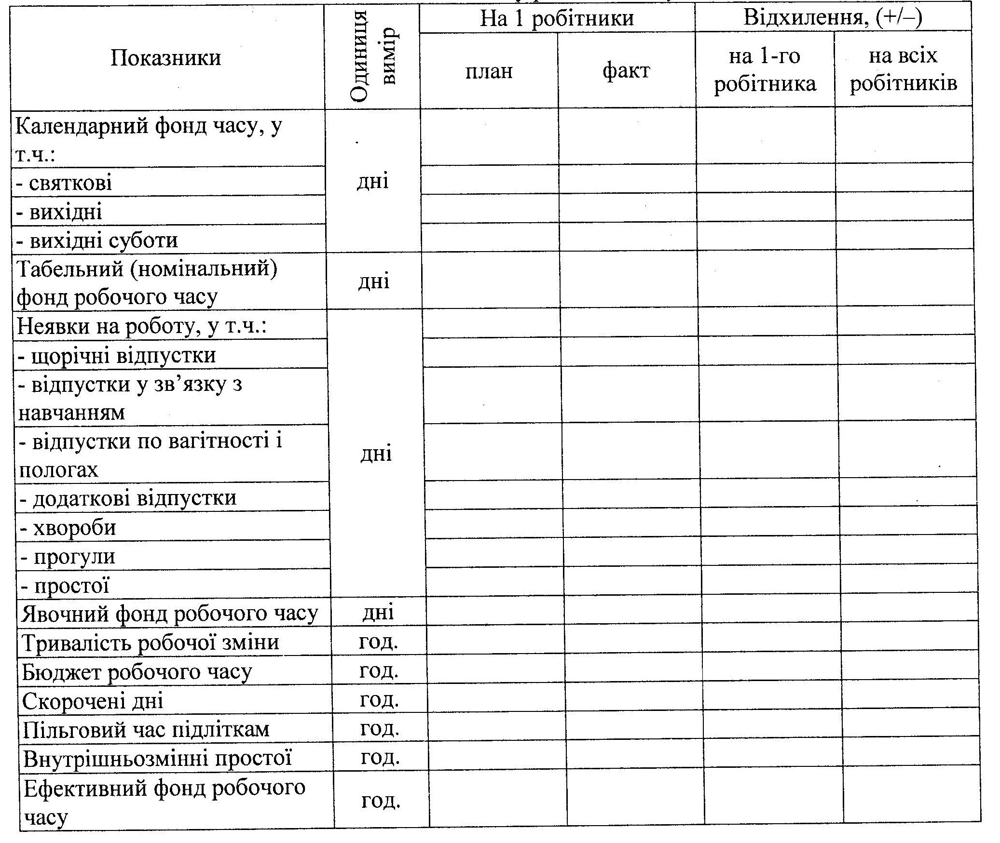 Показники
Одиниця
вимір
На 1 робітники
Відхилення, (+/–)
план
факт
на 1-го
робітника
на всіх
робітників
Календарний фонд часу, у
т.ч.:
дні
- святкові
- вихідні
- вихідні суботи
Табельний (номінальний)
фонд робочого часу
дні
Неявки на роботу, у т.ч.:
- щорічні відпустки
- відпустки у зв’язку з
навчанням
- відпустки по вагітності і
пологах
дні
- додаткові відпустки
- хвороби
- прогули
- простої
Явочний фонд робочого часу
дні
Тривалість робочої зміни
год.
Бюджет робочого часу
год.
Скорочені дні
год.
Пільговий час підліткам
год.
Внутрішньозмінні простої
год.
Ефективний фонд робочого
часу
год.